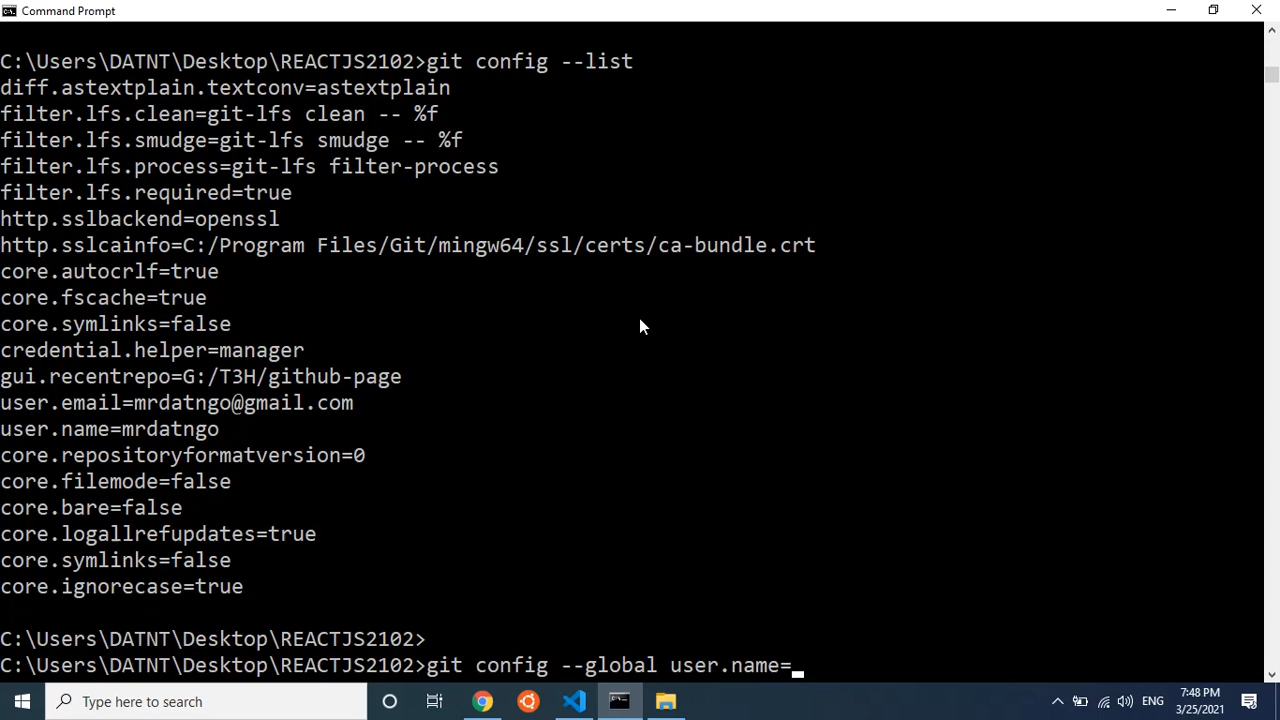 Command Prompt
C:\Users\DATNT\Desktop\REACTJS2102>git config --list
diff.astextplain.textconv=astextplain
filter.lfs.clean=git-lfs clean -- %f
filter.lfs.smudge=git-lfs smudge -- %f
filter.lfs.process=git-lfs filter-process
filter.lfs.required=true
http.sslbackend=openssl
http.sslcainfo=C:/Program Files/Git/mingw64/ssl/certs/ca-bundle.crt
core.autocrlf=true
core.fscache=true
core.symlinks=false
credential.helper=manager
gui.recentrepo=G:/T3H/github-page
user.email=mrdatngo@gmail.com
user.name=mrdatngo
core.repositoryformatversion=0
core.filemode=false
core.bare=false
core.logallrefupdates=true
core.symlinks=false
core.ignorecase=true
C:\Users\DATNT\Desktop\REACTJS2102>
C:\Users\DATNT\Desktop\REACTJS2102>git config --global user.name=
Type here to search
ENG
7:48 PM
3/25/2021